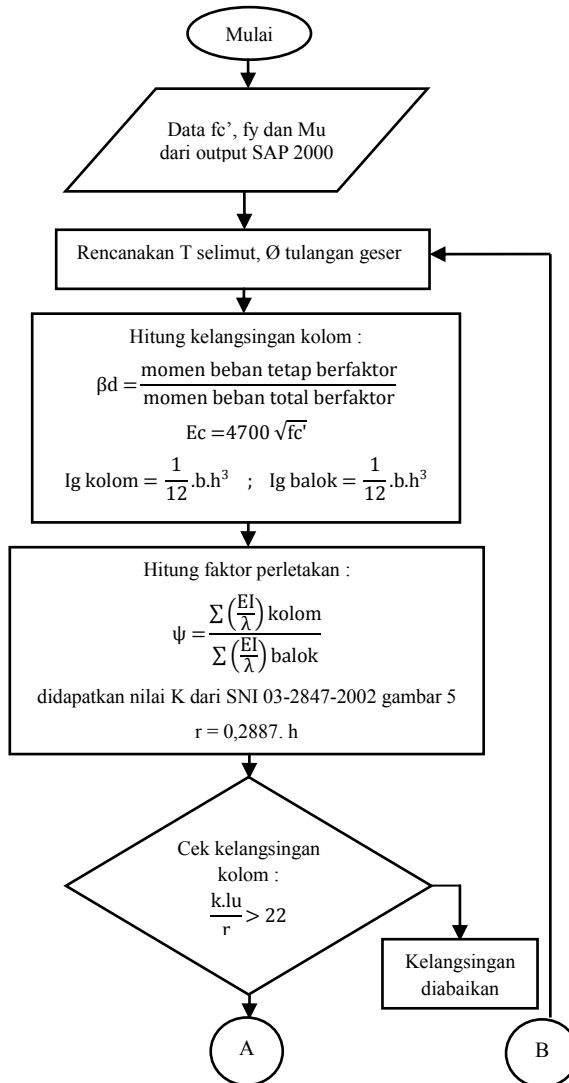 Mulai
Data fc’, fy dan Mu
dari output SAP 2000
Rencanakan T selimut, Ø tulangan geser
Hitung kelangsingan kolom :
βd = momen beban tetap berfaktor / momen beban total berfaktor
Ec =4700 √fc'
Ig kolom = 1/12 .b.h³ ; Ig balok = 1/12 .b.h³
Hitung faktor perletakan :
ψ = ∑(EI/λ) kolom / ∑(EI/λ) balok
didapatkan nilai K dari SNI 03-2847-2002 gambar 5
r = 0,2887. h
Cek kelangsingan
kolom :
k.lu/r > 22
Kelangsingan
diabaikan
A
B